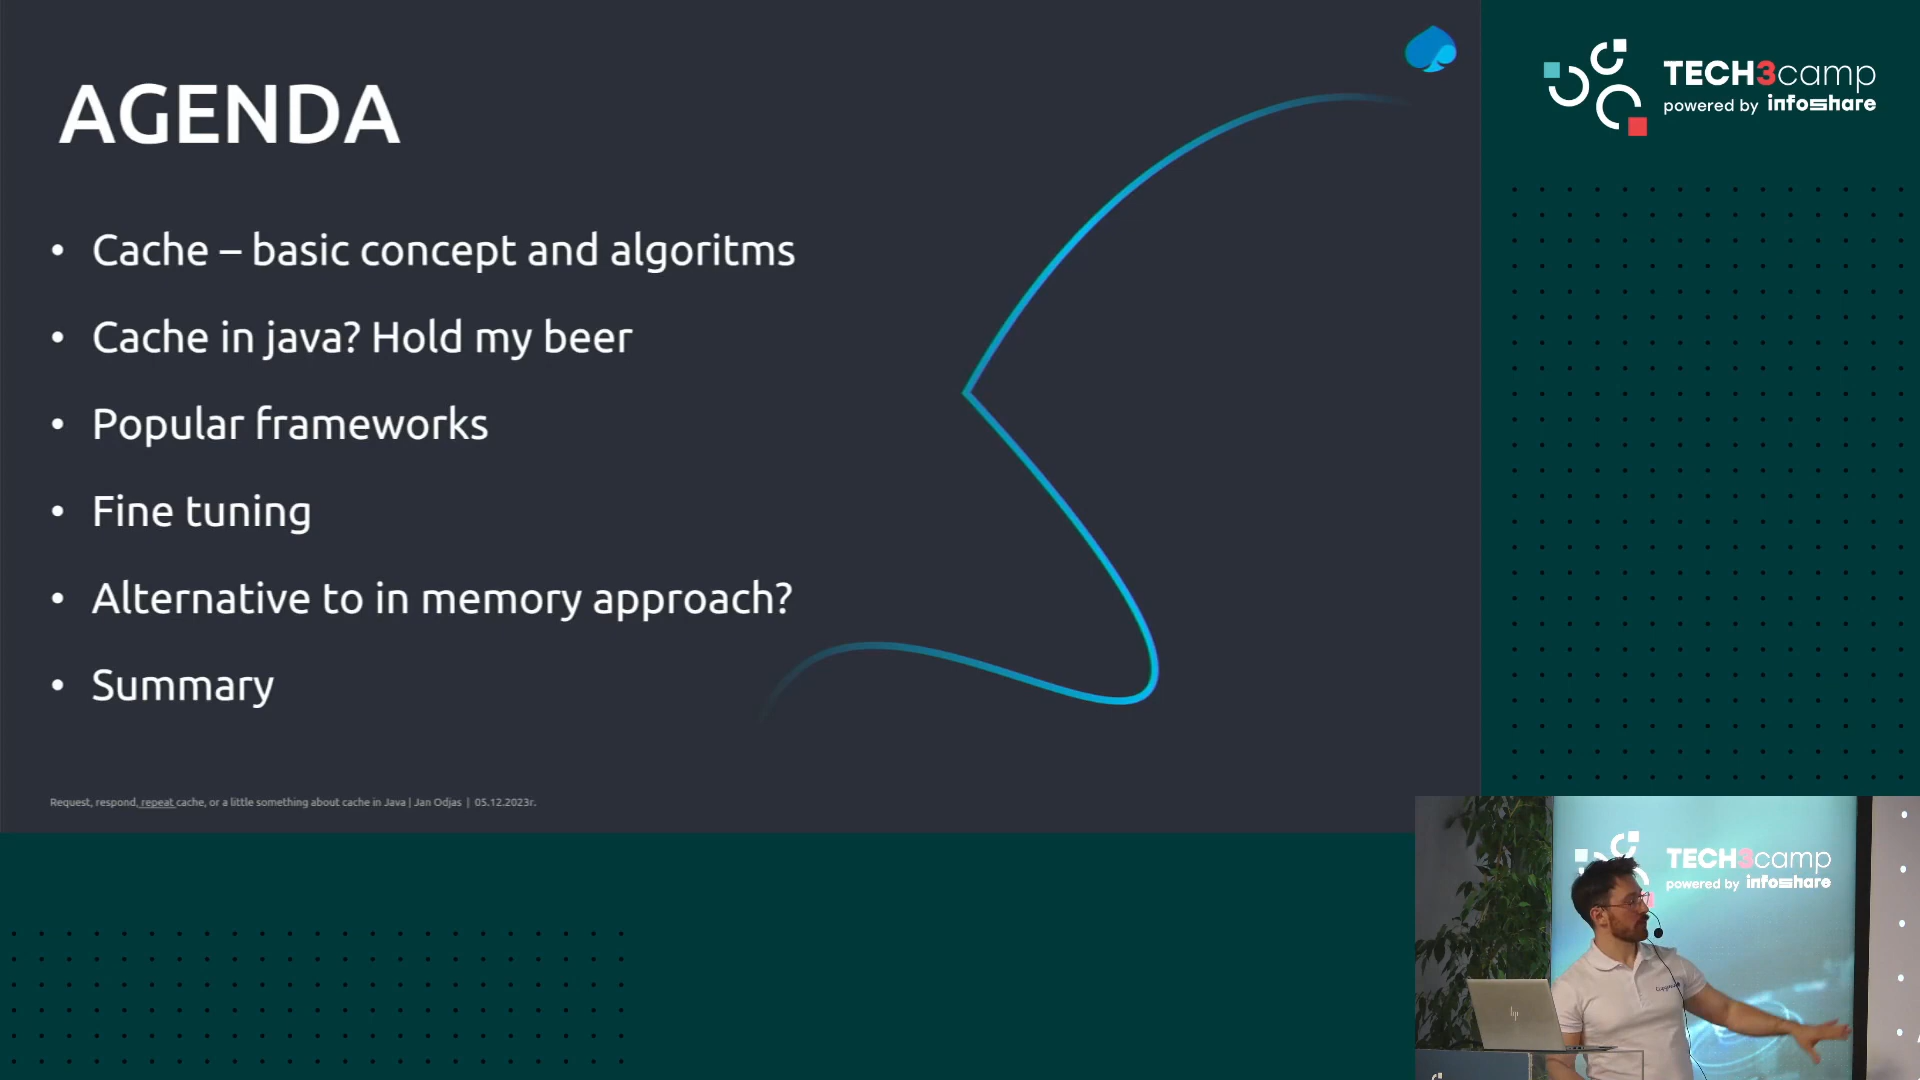 AGENDA
• Cache – basic concept and algoritms
• Cache in java? Hold my beer
• Popular frameworks
• Fine tuning
• Alternative to in memory approach?
• Summary
Request, respond, repeat cache, or a little something about cache in Java | Jan Odjas | 05.12.2023r.
TECH3camp
powered by infoshare
TECH3camp
powered by infoshare
hp